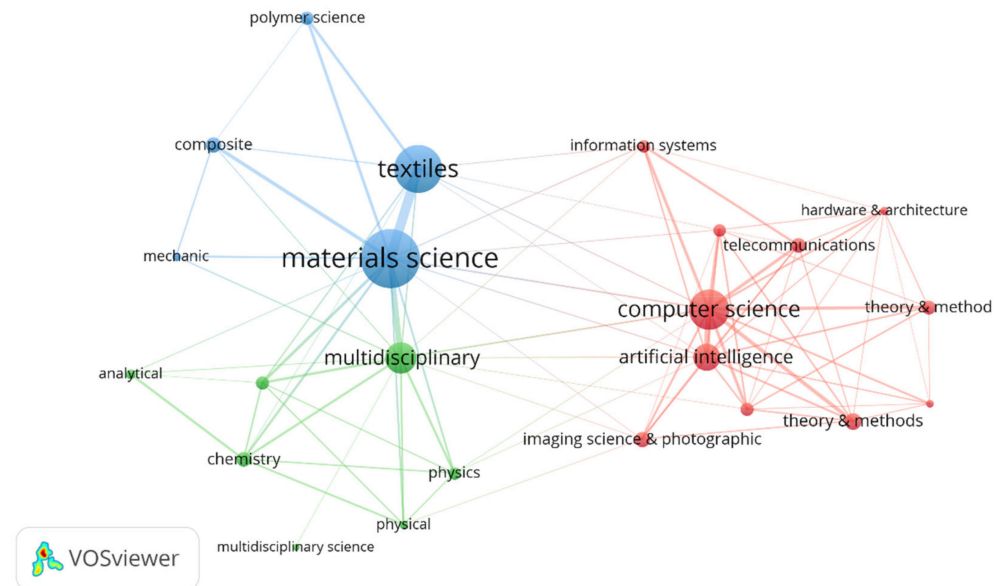 polymer science
composite
textiles
information systems
hardware & architecture
telecommunications
mechanic
materials science
computer science
theory & method
multidisciplinary
artificial intelligence
analytical
theory & methods
imaging science & photographic
chemistry
physics
physical
multidisciplinary science
VOSviewer